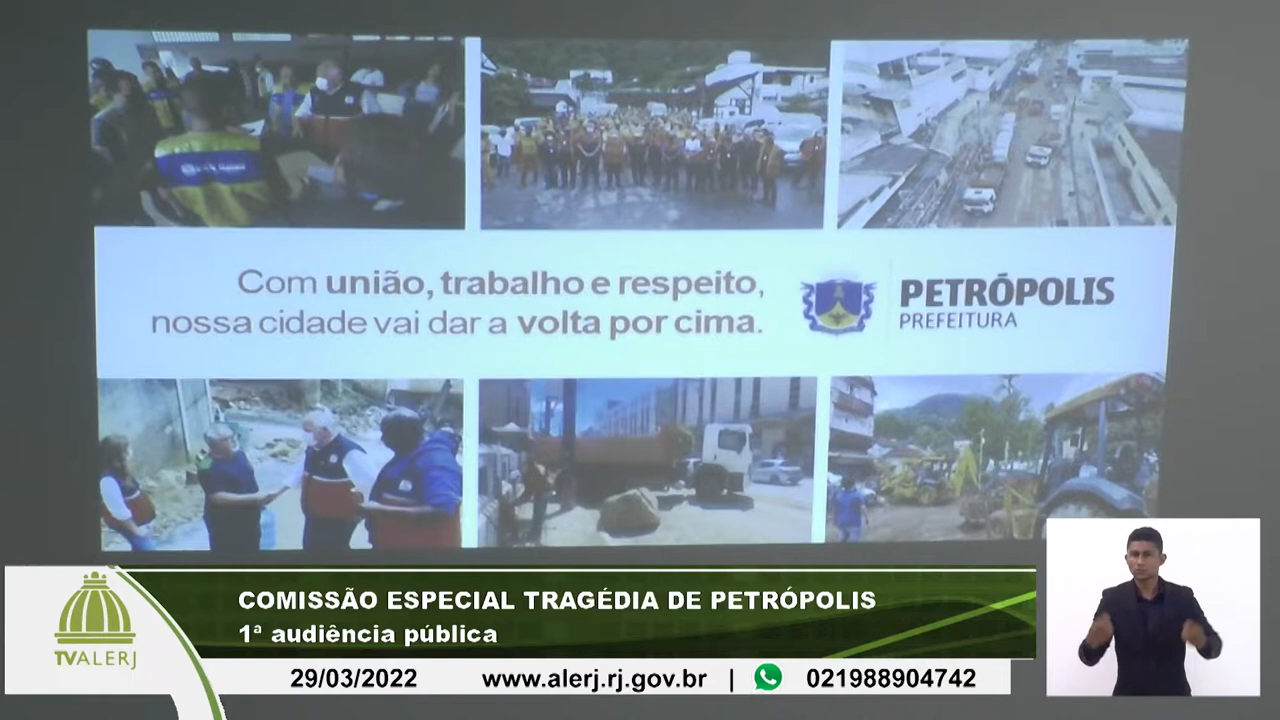 Com união, trabalho e respeito,
nossa cidade vai dar a volta por cima.
PETRÓPOLIS
PREFEITURA
COMISSÃO ESPECIAL TRAGÉDIA DE PETRÓPOLIS
1ª audiência pública
TVALERJ
29/03/2022 www.alerj.rj.gov.br | 021988904742